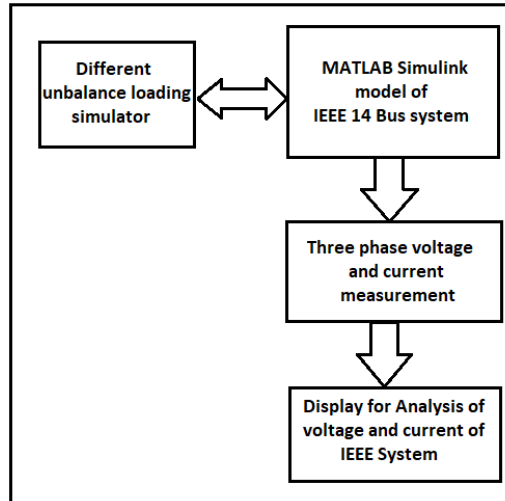 Different
unbalance loading
simulator
MATLAB Simulink
model of
IEEE 14 Bus system
Three phase voltage
and current
measurement
Display for Analysis of
voltage and current of
IEEE System